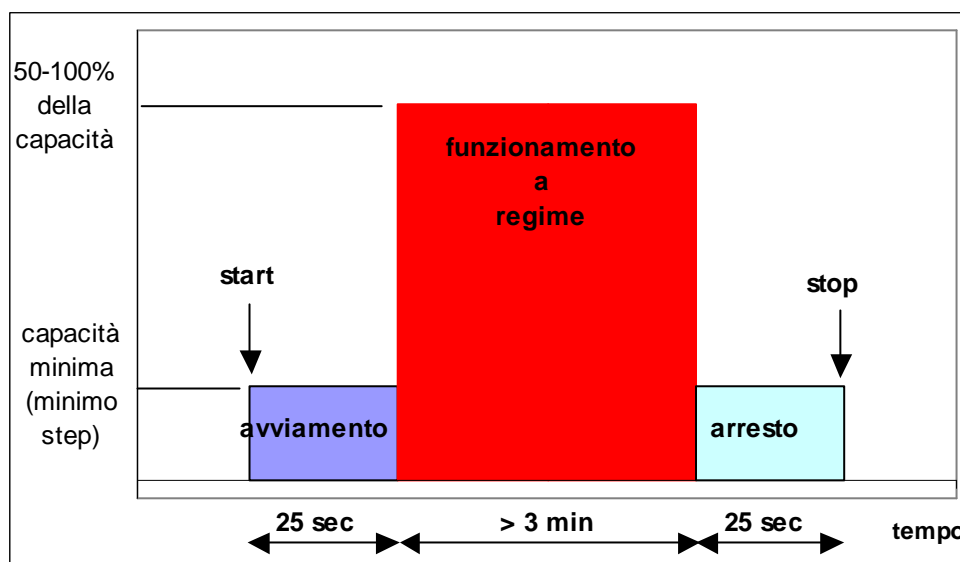 50-100%
della
capacità
funzionamento
a
regime
start
stop
capacità
minima
(minimo
step)
avviamento
arresto
25 sec
> 3 min
25 sec
tempo